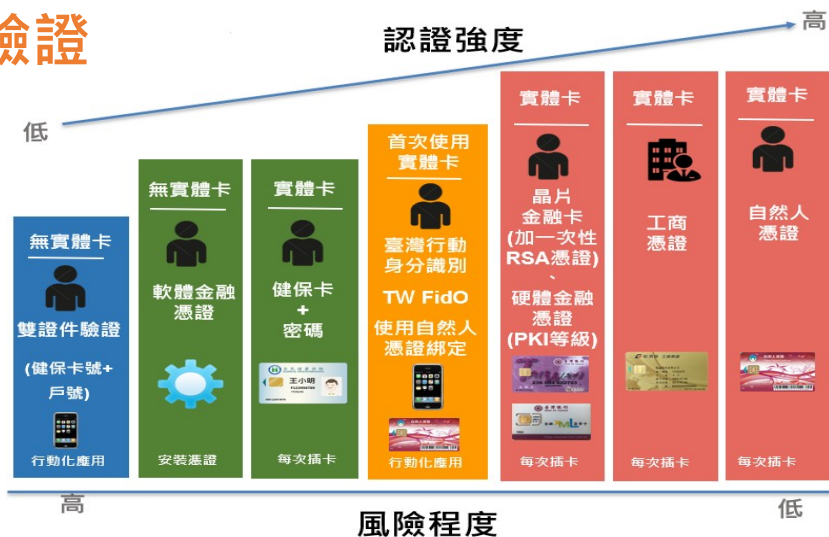 驗證
認證強度
高
低
無實體卡
雙證件驗證
(健保卡號+
戶號)
行動化應用
無實體卡
軟體金融
憑證
安裝憑證
實體卡
健保卡
+
密碼
王小明
每次插卡
首次使用
實體卡
臺灣行動
身分識別
TW FidO
使用自然人
憑證綁定
行動化應用
實體卡
晶片
金融卡
(加一次性
RSA憑證)
、
硬體金融
憑證
(PKI等級)
每次插卡
實體卡
工商
憑證
每次插卡
實體卡
自然人
憑證
每次插卡
高
低
風險程度